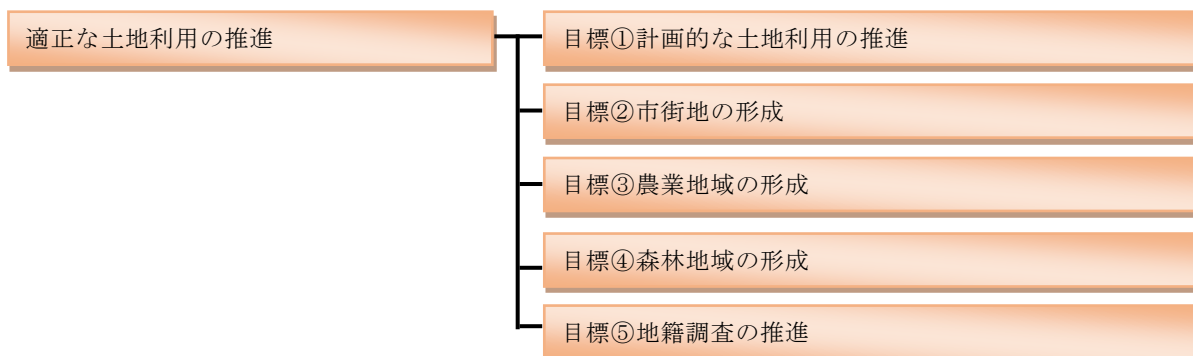 適正な土地利用の推進
目標①計画的な土地利用の推進
目標②市街地の形成
目標③農業地域の形成
目標④森林地域の形成
目標⑤地籍調査の推進